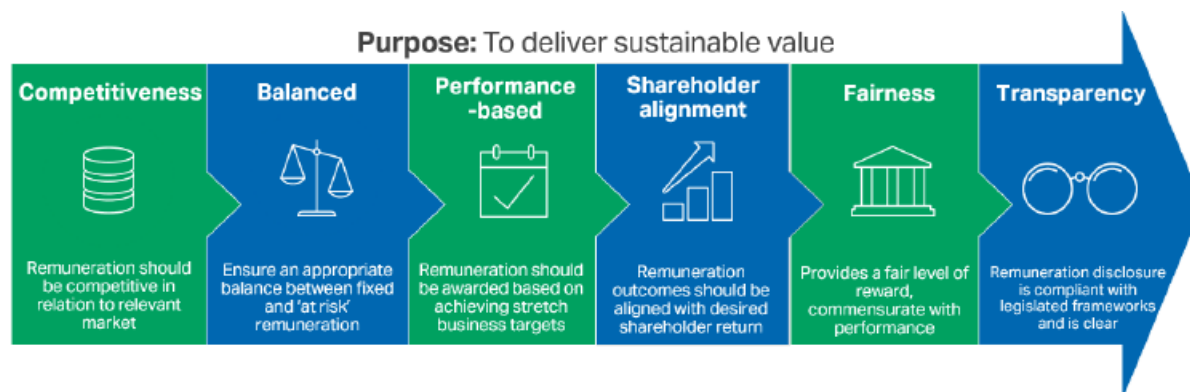 Purpose: To deliver sustainable value
Competitiveness
Remuneration should
be competitive in
relation to relevant
market
Balanced
Ensure an appropriate
balance between fixed
and 'at risk'
remuneration
Performance
-based
Remuneration should
be awarded based on
achieving stretch
business targets
Shareholder
alignment
Remuneration
outcomes should be
aligned with desired
shareholder return
Fairness
Provides a fair level of
reward,
commensurate with
performance
Transparency
Remuneration disclosure
is compliant with
legislated frameworks
and is clear